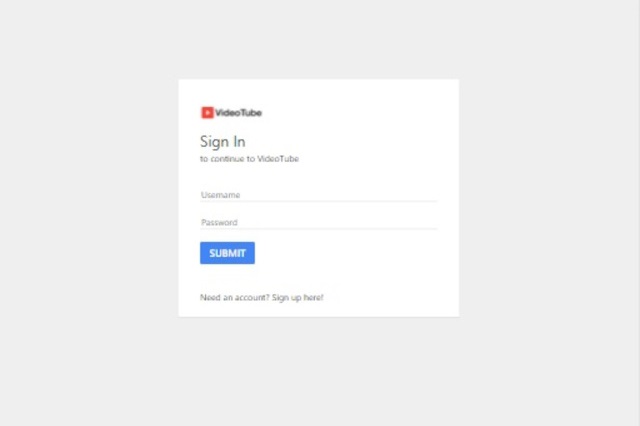 VideoTube
Sign In
to continue to VideoTube
Username
Password
SUBMIT
Need an account? Sign up here!